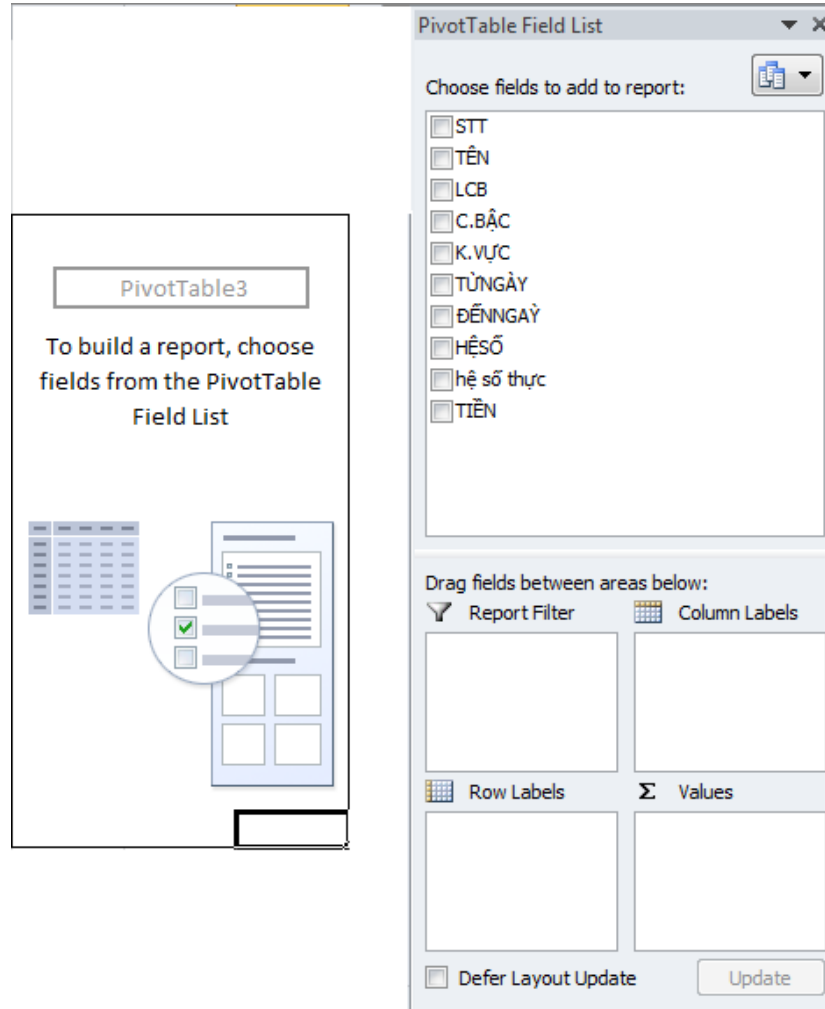 PivotTable Field List
Choose fields to add to report:
STT
TÊN
LCB
C.BẬC
K.VỰC
TỪNGÀY
ĐẾNNGAỲ
HỆSỐ
hệ số thực
TIỀN
PivotTable3
To build a report, choose
fields from the PivotTable
Field List
Drag fields between areas below:
Report Filter
Column Labels
Row Labels
Σ Values
Defer Layout Update
Update